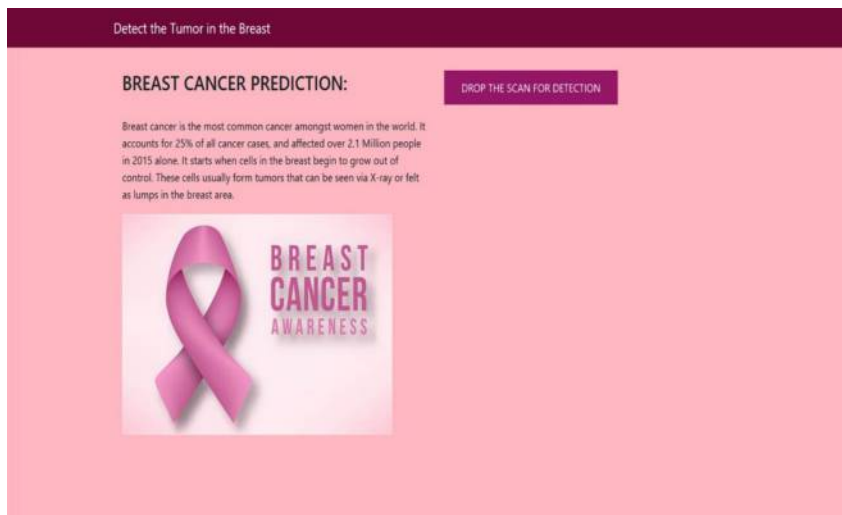 Detect the Tumor in the Breast
BREAST CANCER PREDICTION:
DROP THE SCAN FOR DETECTION
Breast cancer is the most common cancer amongst women in the world. It
accounts for 25% of all cancer cases, and affected over 2.1 Million people
in 2015 alone. It starts when cells in the breast begin to grow out of
control. These cells usually form tumors that can be seen via X-ray or felt
as lumps in the breast area.
BREAST
CANCER
AWARENESS